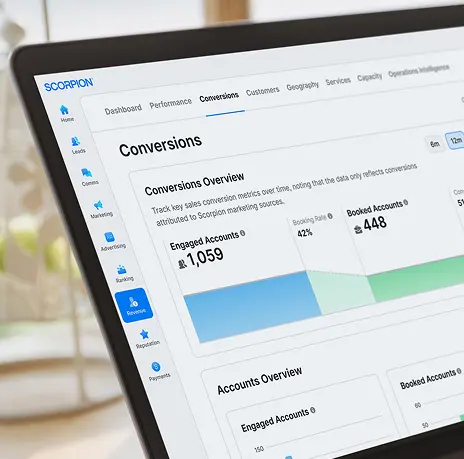 SCORPION
Home
Leads
Comms
Marketing
Advertising
Ranking
Revenue
Reputation
Payments
Dashboard Performance Conversions Customers Geography Services Capacity Operations Intelligence
Conversions
6m 12m
Conversions Overview
Track key sales conversion metrics over time, noting that the data only reflects conversions
attributed to Scorpion marketing sources.
Engaged Accounts
1,059
Booking Rate
42%
Booked Accounts
448
Accounts Overview
Engaged Accounts
150
Booked Accounts
60
50